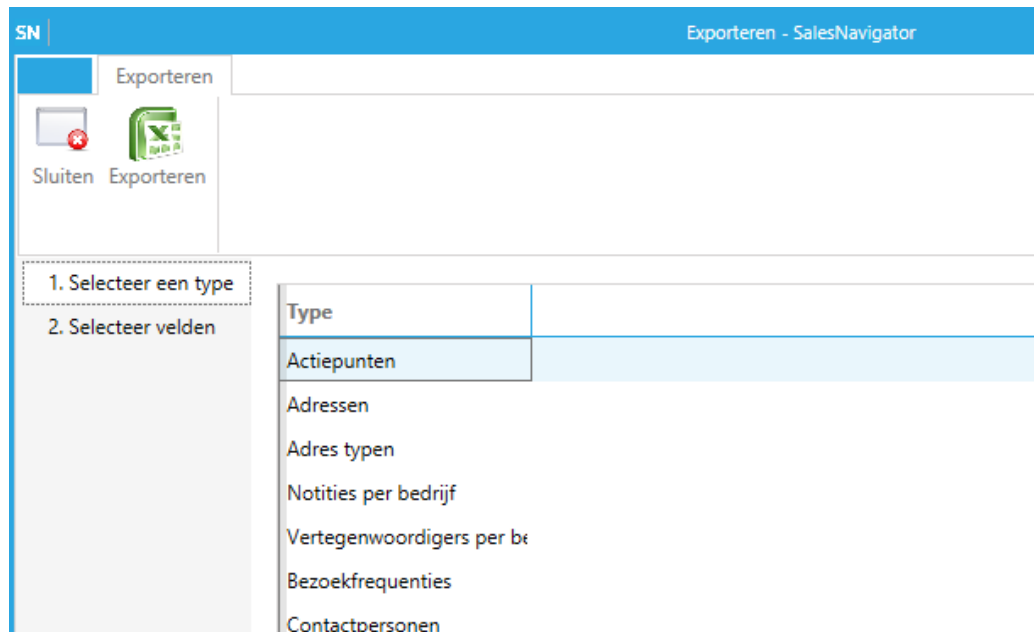 SN
Exporteren - SalesNavigator
Exporteren
Sluiten Exporteren
1. Selecteer een type
2. Selecteer velden
Type
Actiepunten
Adressen
Adres typen
Notities per bedrijf
Vertegenwoordigers per be
Bezoekfrequenties
Contactpersonen